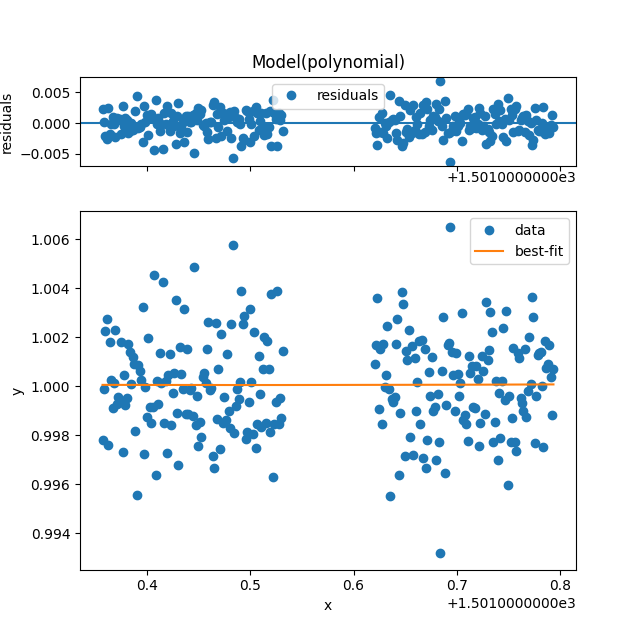 Model(polynomial)
residuals
0.005
0.000
−0.005
residuals
+1.5010000000e3
y
1.006
1.004
1.002
1.000
0.998
0.996
0.994
data
best-fit
0.4 0.5 0.6 0.7 0.8
x
+1.5010000000e3